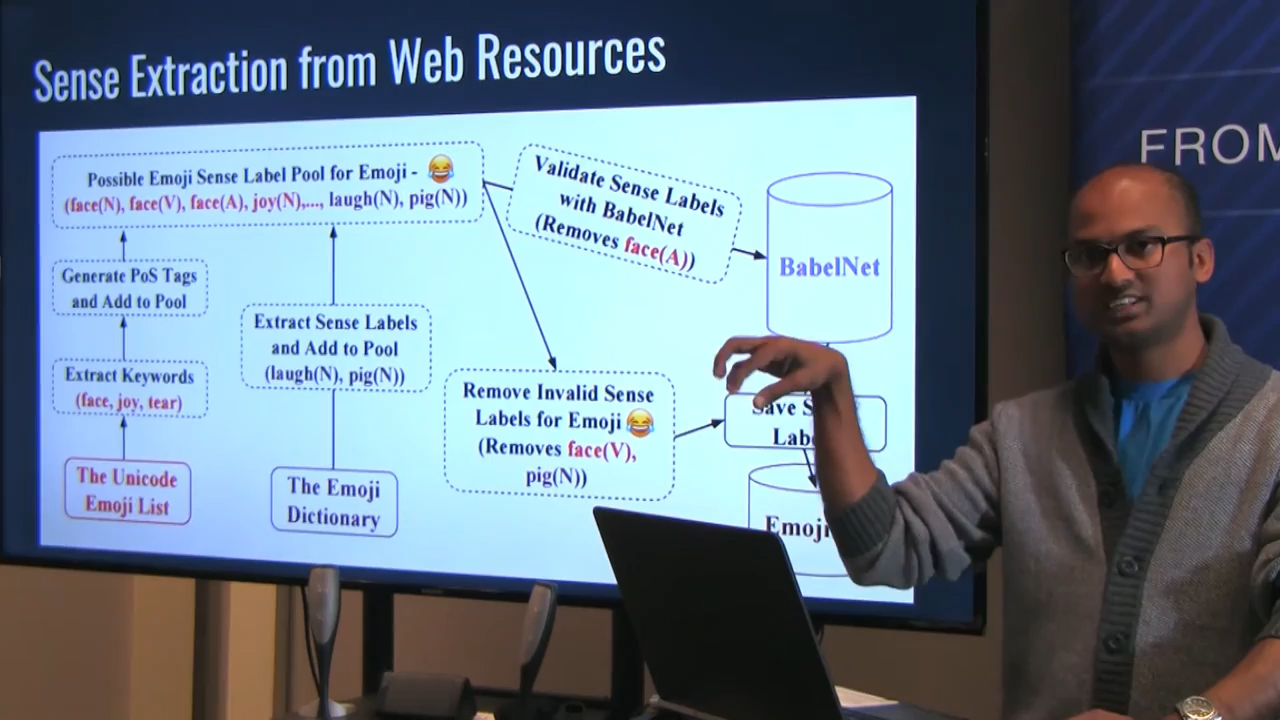 Sense Extraction from Web Resources
Possible Emoji Sense Label Pool for Emoji - 😂
(face(N), face(V), face(A), joy(N),..., laugh(N), pig(N))
Generate PoS Tags
and Add to Pool
Extract Keywords
(face, joy, tear)
The Unicode
Emoji List
Extract Sense Labels
and Add to Pool
(laugh(N), pig(N))
The Emoji
Dictionary
Validate Sense Labels
with BabelNet
(Removes face(A))
BabelNet
Remove Invalid Sense
Labels for Emoji 😂
(Removes face(V),
pig(N))
Save
Emoji
FROM